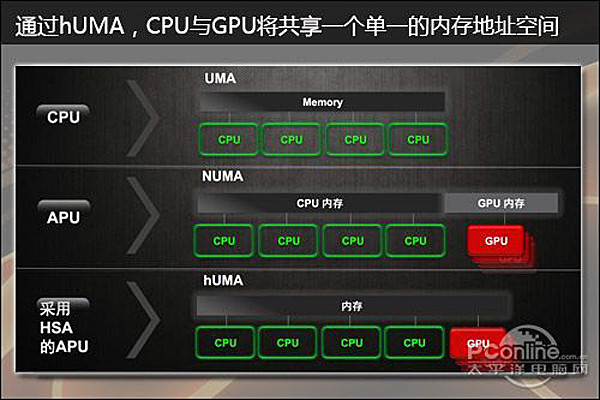 通过hUMA，CPU与GPU将共享一个单一的内存地址空间
UMA
CPU
Memory
CPU CPU CPU CPU
NUMA
APU
CPU 内存 GPU 内存
CPU CPU CPU CPU GPU
GPU
hUMA
采用
HSA
的APU
内存
CPU CPU CPU CPU GPU
PConline.com.cn
太平洋电脑网